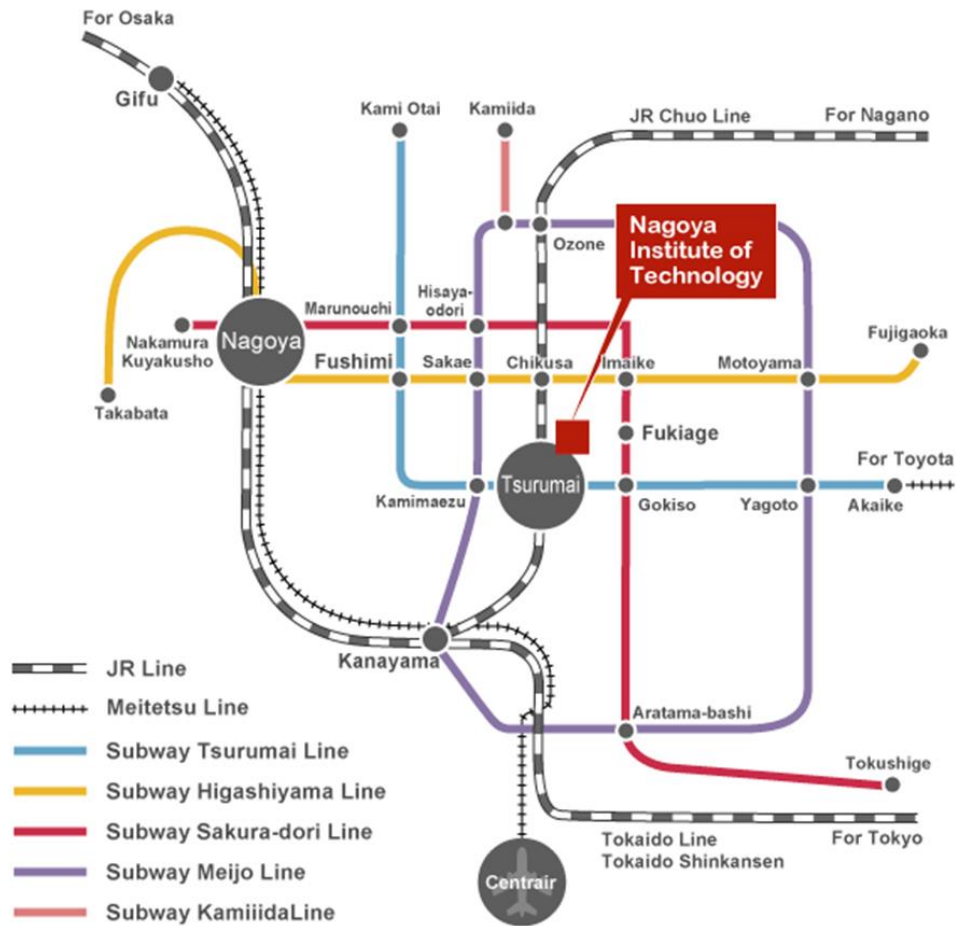 For Osaka
Gifu
Kami Otai
Kamiida
JR Chuo Line
For Nagano
Nagoya
Institute of
Technology
Ozone
Marunouchi
Hisaya-
odori
Nakamura
Kuyakusho
Nagoya
Fujigaoka
Fushimi
Sakae
Chikusa
Imaike
Motoyama
Takabata
Fukiage
For Toyota
Tsurumai
Kamimaezu
Gokiso
Yagoto
Akaike
Kanayama
JR Line
Meitetsu Line
Subway Tsurumai Line
Subway Higashiyama Line
Subway Sakura-dori Line
Subway Meijo Line
Subway KamiiidaLine
Aratama-bashi
Tokushige
Tokaido Line
Tokaido Shinkansen
For Tokyo
Centrair